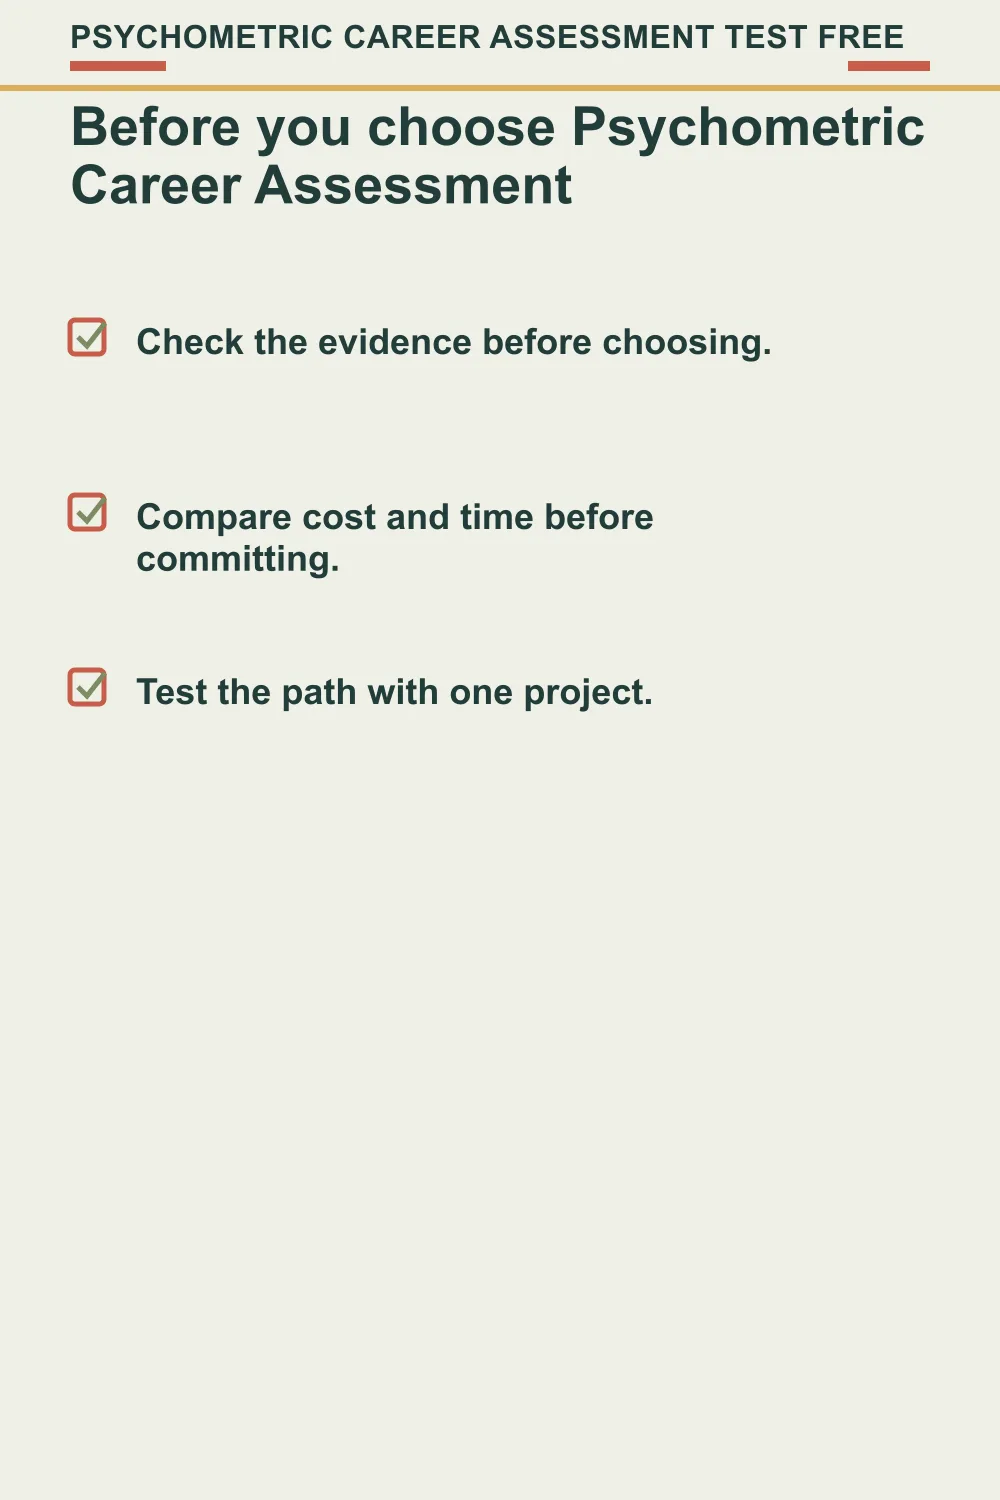 PSYCHOMETRIC CAREER ASSESSMENT TEST FREE
Before you choose Psychometric
Career Assessment
Check the evidence before choosing.
Compare cost and time before
committing.
Test the path with one project.